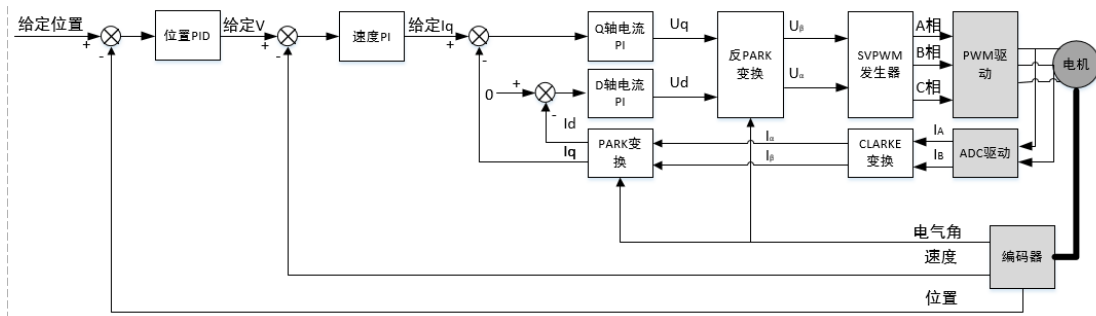 给定位置
+
-
位置PID
给定V
+
-
速度PI
给定Iq
+
-
Q轴电流
PI
Uq
反PARK
变换
Uβ
Uα
SVPWM
发生器
A相
B相
C相
PWM驱
动
电机
0
+
-
D轴电流
PI
Ud
Id
Iq
PARK变
换
Iα
Iβ
CLARKE
变换
IA
IB
ADC驱动
电气角
速度
位置
编码器